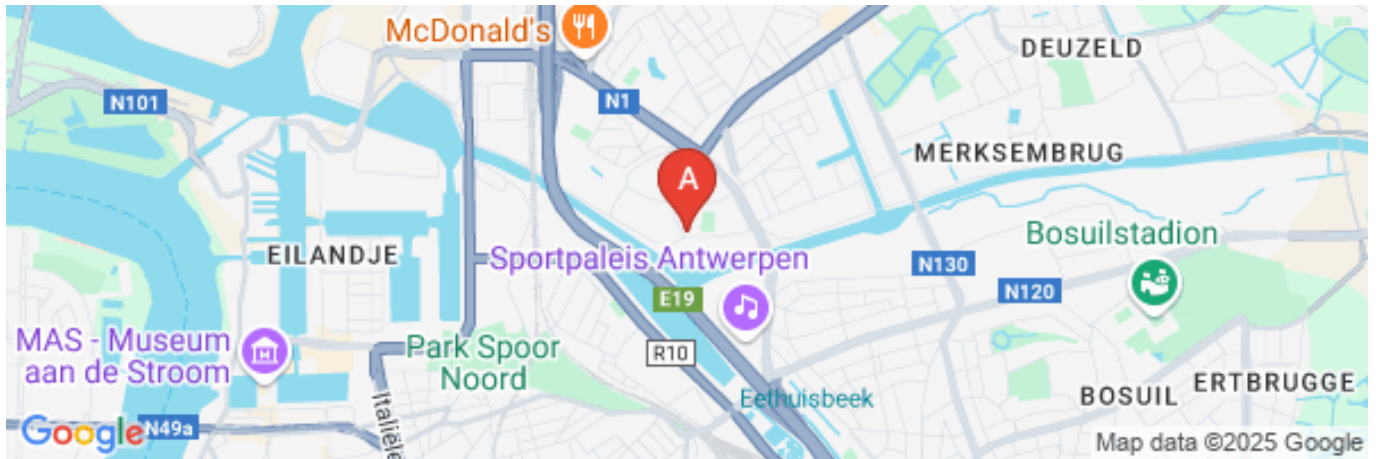 McDonald's
DEUZELD
N101
N1
MERKSEMBRUG
A
EILANDJE
Sportpaleis Antwerpen
Bosuilstadion
N130
E19
N120
MAS - Museum
aan de Stroom
Park Spoor
Noord
R10
Eethuisbeek
BOSUIL
ERTBRUGGE
Italiële
Google
N49a
Map data ©2025 Google